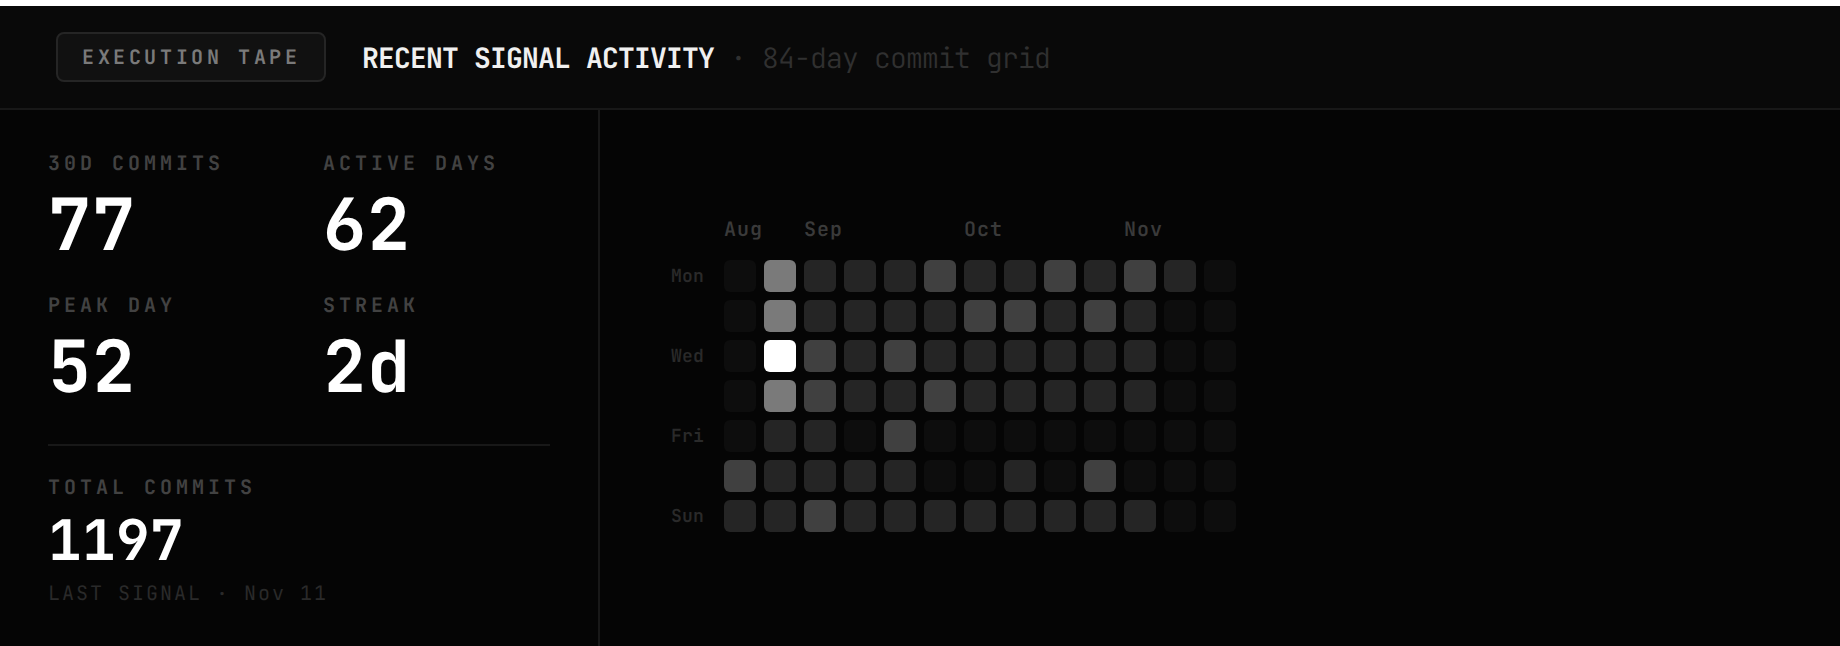 EXECUTION TAPE RECENT SIGNAL ACTIVITY · 84-day commit grid
30D COMMITS ACTIVE DAYS
77 62
PEAK DAY STREAK
52 2d
TOTAL COMMITS
1197
LAST SIGNAL · Nov 11
Aug Sep Oct Nov
Mon
Wed
Fri
Sun